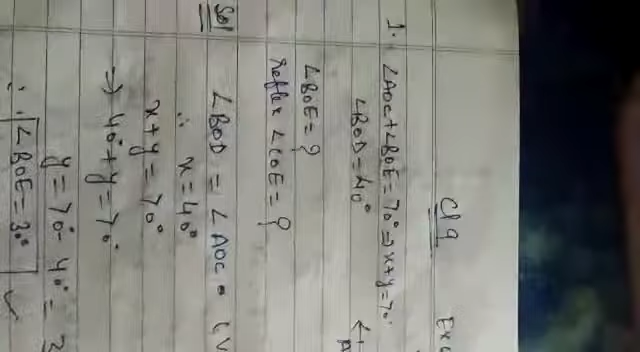 Cl 9
1. ∠AOC + ∠BOE = 70° ⇒ x+y = 70°
∠BOD = 40°
∠BOE = ?
Reflex ∠COE = ?
Sol ∠BOD = ∠AOC
∴ x = 40°
x + y = 70°
⇒ 40° + y = 70°
y = 70° - 40° =
∴ ∠BOE = 30°